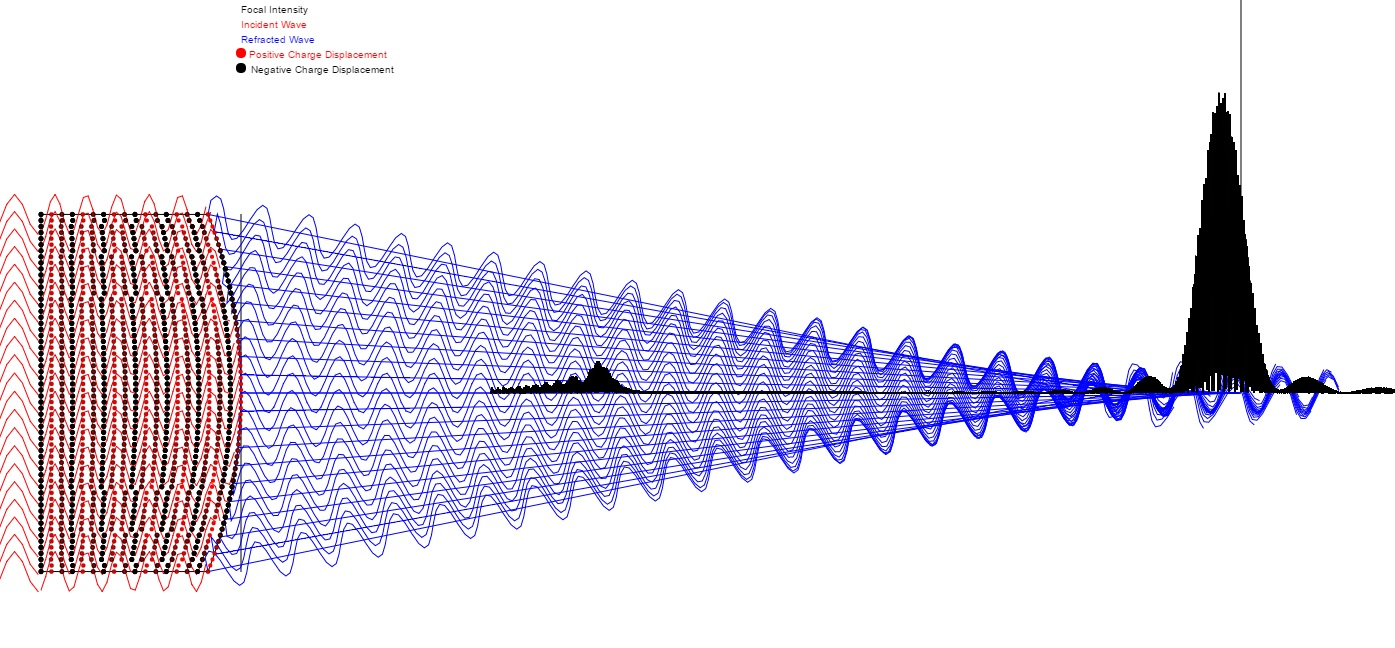 Focal Intensity
Incident Wave
Refracted Wave
Positive Charge Displacement
Negative Charge Displacement